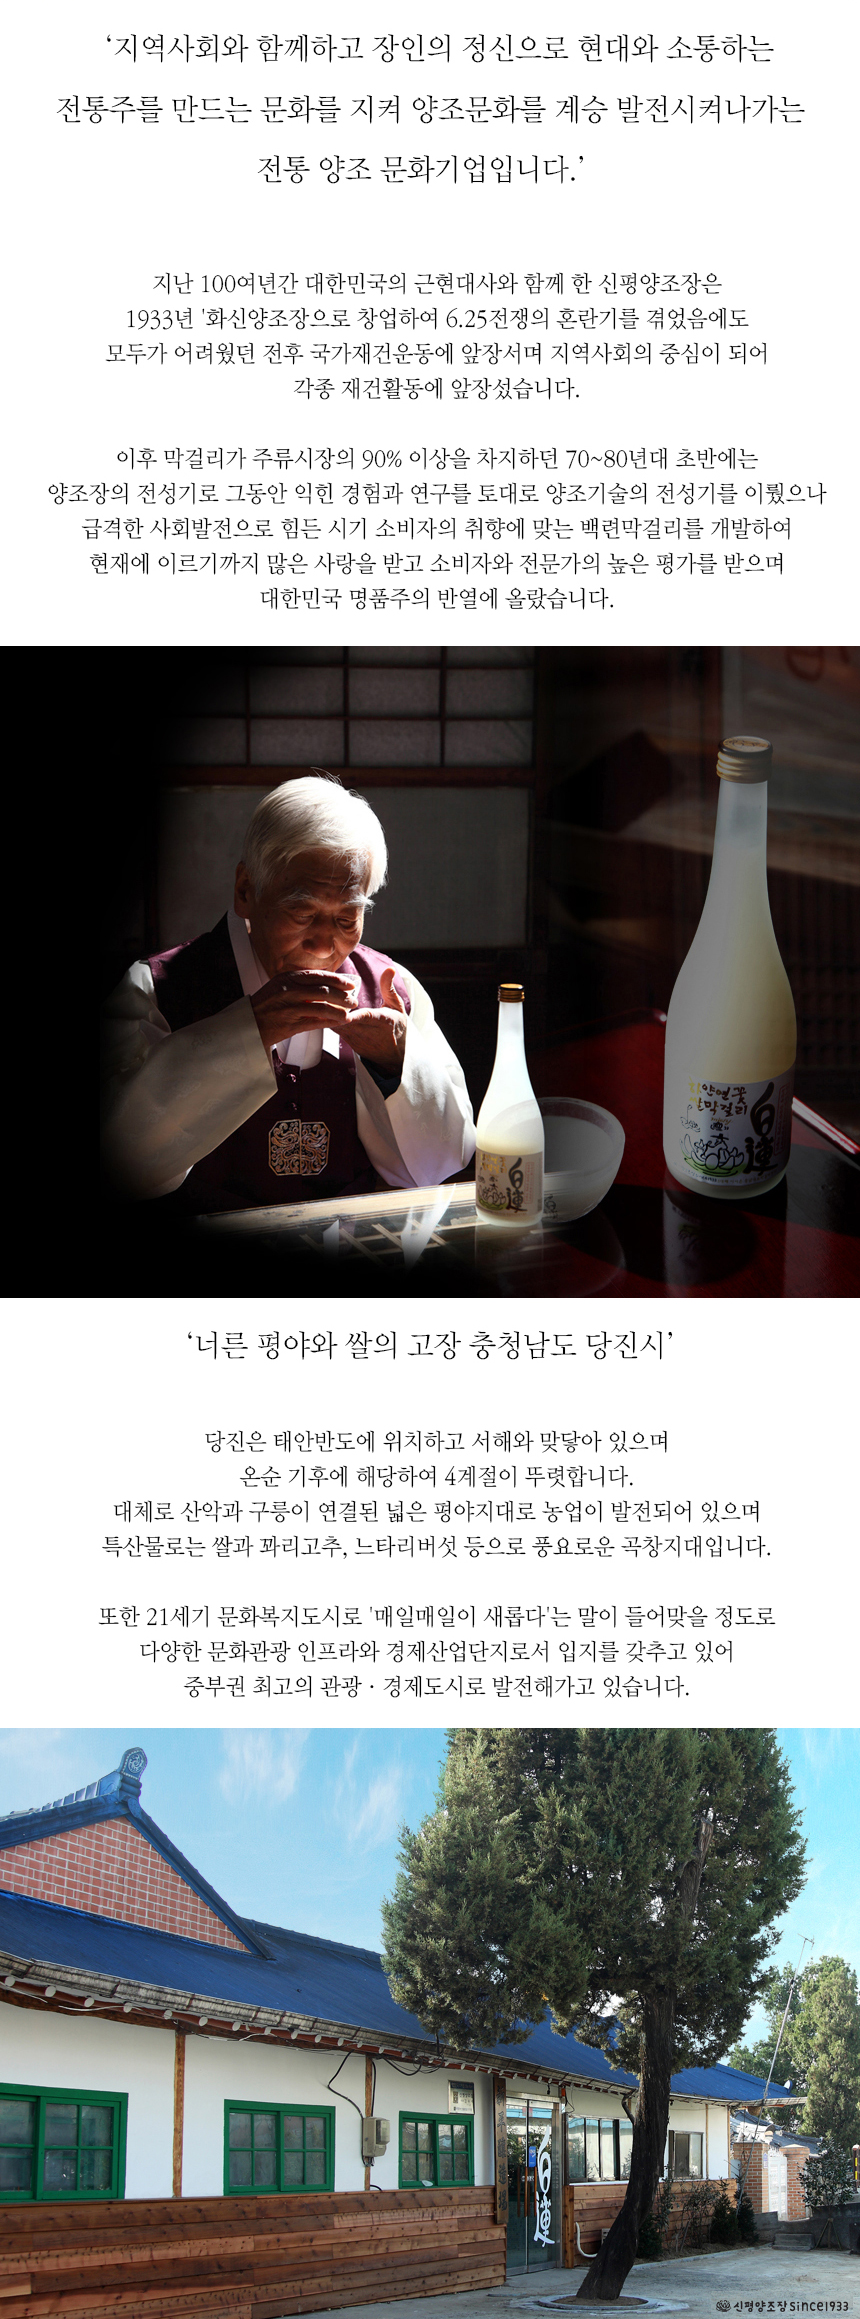 ‘지역사회와 함께하고 장인의 정신으로 현대와 소통하는
전통주를 만드는 문화를 지켜 양조문화를 계승 발전시켜나가는
전통 양조 문화기업입니다.’
지난 100여년간 대한민국의 근현대사와 함께 한 신평양조장은
1933년 '화신양조장으로 창업하여 6.25전쟁의 혼란기를 겪었음에도
모두가 어려웠던 전후 국가재건운동에 앞장서며 지역사회의 중심이 되어
각종 재건활동에 앞장섰습니다.
이후 막걸리가 주류시장의 90% 이상을 차지하던 70~80년대 초반에는
양조장의 전성기로 그동안 익힌 경험과 연구를 토대로 양조기술의 전성기를 이뤘으나
급격한 사회발전으로 힘든 시기 소비자의 취향에 맞는 백련막걸리를 개발하여
현재에 이르기까지 많은 사랑을 받고 소비자와 전문가의 높은 평가를 받으며
대한민국 명품주의 반열에 올랐습니다.
연꽃
쌀막걸리
白蓮
白蓮
‘너른 평야와 쌀의 고장 충청남도 당진시’
당진은 태안반도에 위치하고 서해와 맞닿아 있으며
온순 기후에 해당하여 4계절이 뚜렷합니다.
대체로 산악과 구릉이 연결된 넓은 평야지대로 농업이 발전되어 있으며
특산물로는 쌀과 꽈리고추, 느타리버섯 등으로 풍요로운 곡창지대입니다.
또한 21세기 문화복지도시로 '매일매일이 새롭다'는 말이 들어맞을 정도로
다양한 문화관광 인프라와 경제산업단지로서 입지를 갖추고 있어
중부권 최고의 관광 · 경제도시로 발전해가고 있습니다.
白蓮
신평양조장since1933